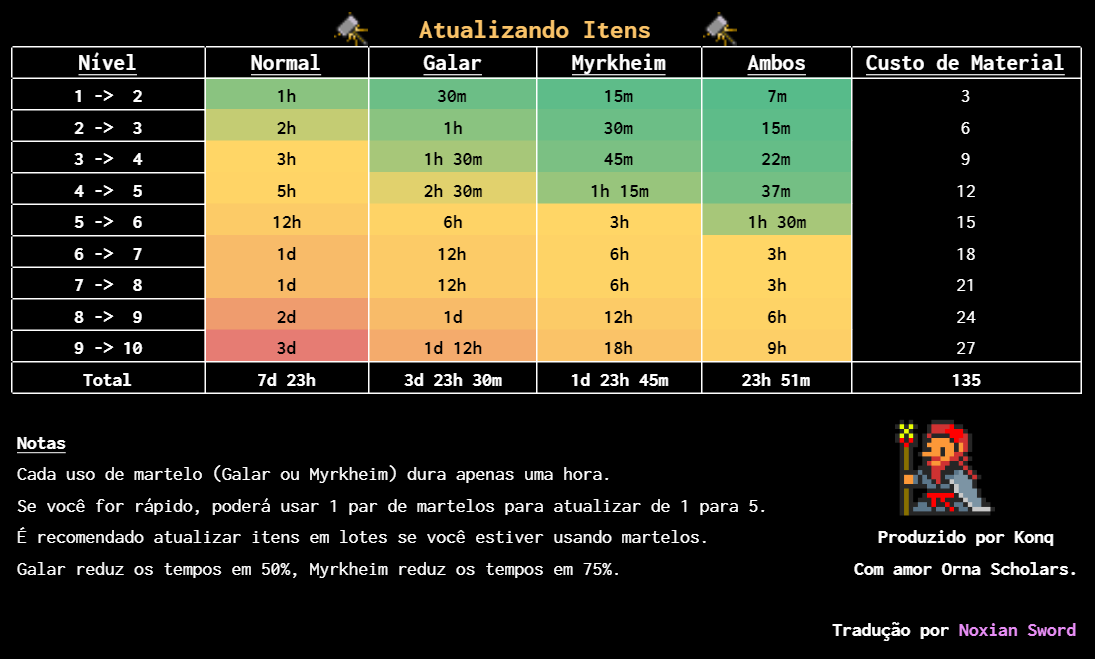 Atualizando Itens
Nível Normal Galar Myrkheim Ambos Custo de Material
1 -> 2 1h 30m 15m 7m 3
2 -> 3 2h 1h 30m 15m 6
3 -> 4 3h 1h 30m 45m 22m 9
4 -> 5 5h 2h 30m 1h 15m 37m 12
5 -> 6 12h 6h 3h 1h 30m 15
6 -> 7 1d 12h 6h 3h 18
7 -> 8 1d 12h 6h 3h 21
8 -> 9 2d 1d 12h 6h 24
9 -> 10 3d 1d 12h 18h 9h 27
Total 7d 23h 3d 23h 30m 1d 23h 45m 23h 51m 135
Notas
Cada uso de martelo (Galar ou Myrkheim) dura apenas uma hora.
Se você for rápido, poderá usar 1 par de martelos para atualizar de 1 para 5.
É recomendado atualizar itens em lotes se você estiver usando martelos.
Galar reduz os tempos em 50%, Myrkheim reduz os tempos em 75%.
Produzido por Konq
Com amor Orna Scholars.
Tradução por Noxian Sword